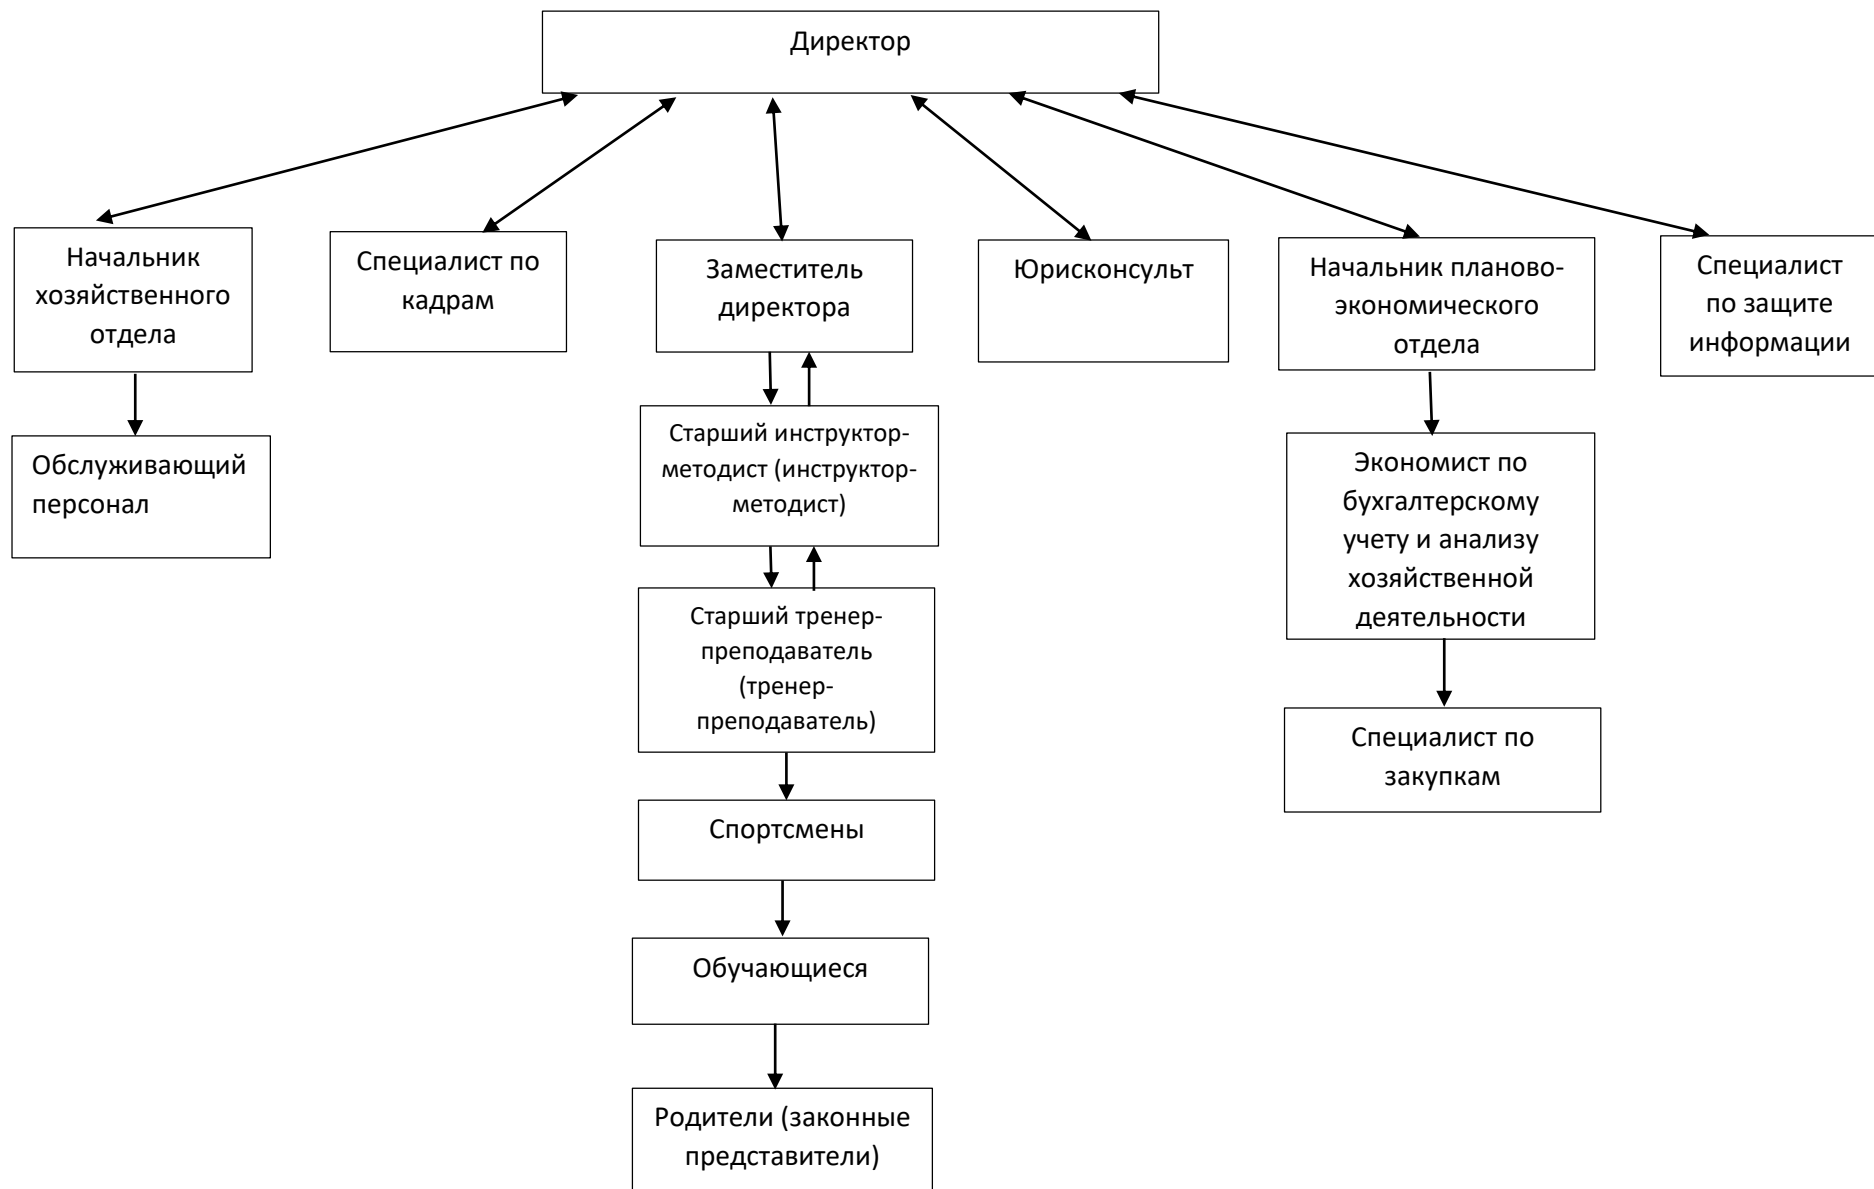 Директор
Начальник
хозяйственного
отдела
Специалист по
кадрам
Заместитель
директора
Юрисконсульт
Начальник планово-
экономического
отдела
Специалист
по защите
информации
Обслуживающий
персонал
Старший инструктор-
методист (инструктор-
методист)
Экономист по
бухгалтерскому
учету и анализу
хозяйственной
деятельности
Старший тренер-
преподаватель
(тренер-
преподаватель)
Специалист по
закупкам
Спортсмены
Обучающиеся
Родители (законные
представители)